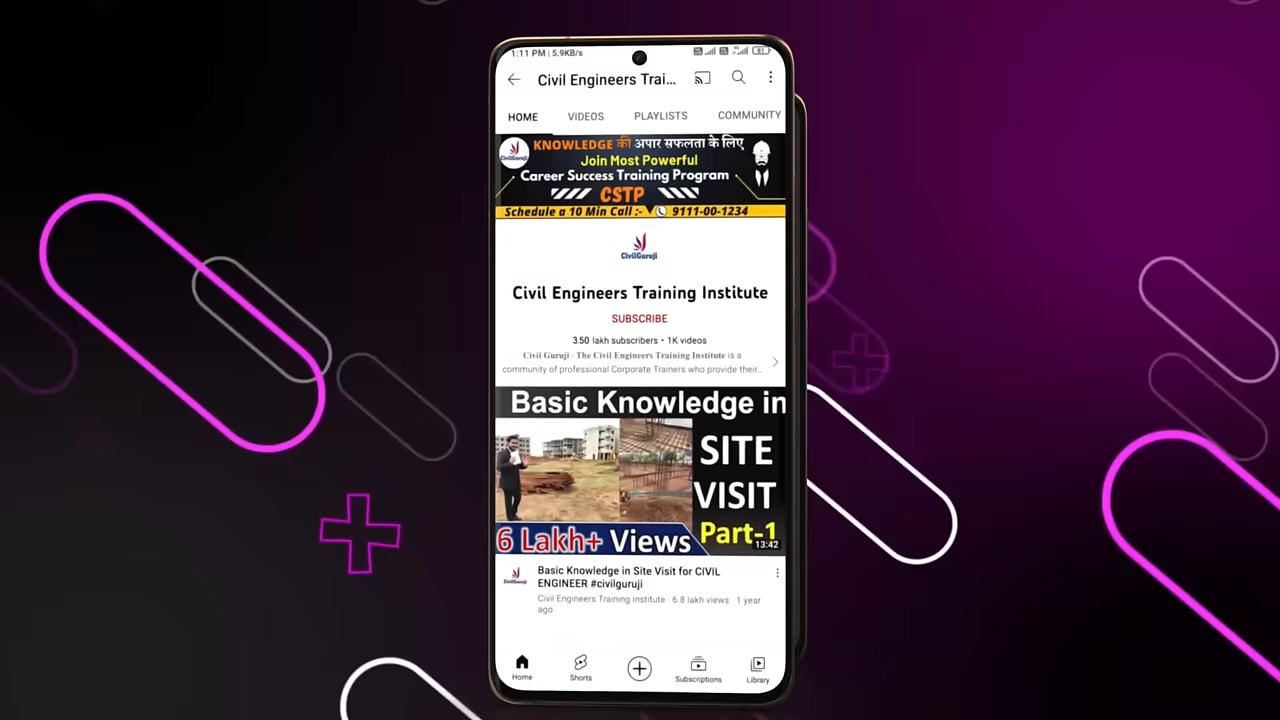 1:11 PM | 5.9KB/s
Civil Engineers Trai...
HOME VIDEOS PLAYLISTS COMMUNITY
KNOWLEDGE की अपार सफलता के लिए
CivilGuruji
Join Most Powerful
Career Success Training Program
CSTP
Schedule a 10 Min Call :- 9111-00-1234
CivilGuruji
Civil Engineers Training Institute
SUBSCRIBE
3.50 lakh subscribers • 1K videos
Civil Guruji - The Civil Engineers Training Institute is a
community of professional Corporate Trainers who provide their...
Basic Knowledge in
SITE
VISIT
Part-1
6 Lakh+ Views
13:42
Basic Knowledge in Site Visit for CIVIL
ENGINEER #civilguruji
Civil Engineers Training Institute · 6.8 lakh views · 1 year
ago
Home Shorts Subscriptions Library